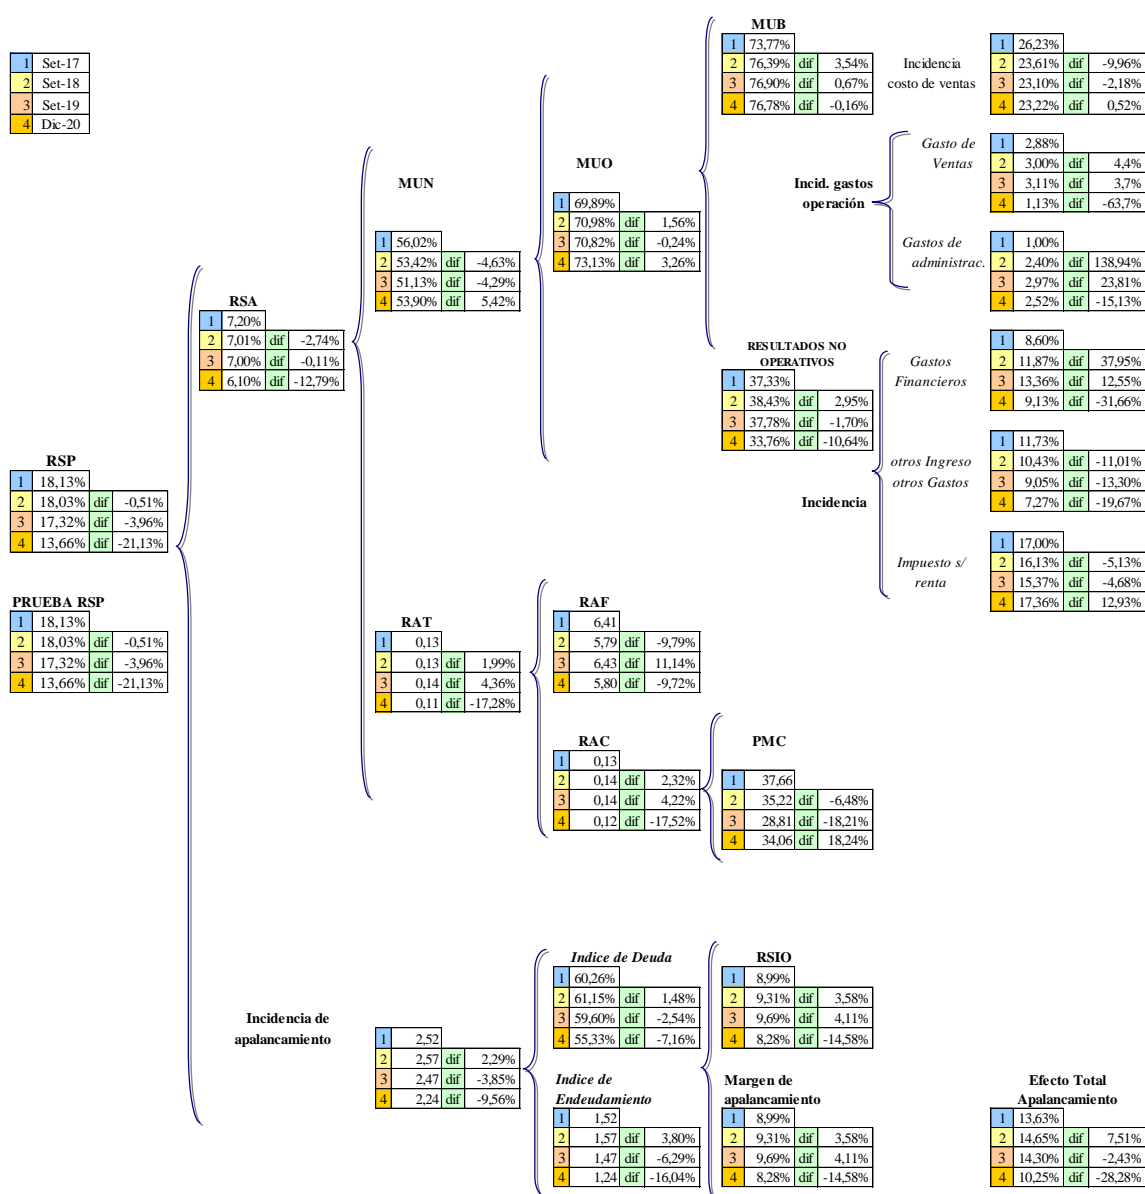 1 Set-17
2 Set-18
3 Set-19
4 Dic-20
RSP
1 18,13%
2 18,03% dif -0,51%
3 17,32% dif -3,96%
4 13,66% dif -21,13%
PRUEBA RSP
1 18,13%
2 18,03% dif -0,51%
3 17,32% dif -3,96%
4 13,66% dif -21,13%
RSA
1 7,20%
2 7,01% dif -2,74%
3 7,00% dif -0,11%
4 6,10% dif -12,79%
Incidencia de
apalancamiento
MUN
1 56,02%
2 53,42% dif -4,63%
3 51,13% dif -4,29%
4 53,90% dif 5,42%
RAT
1 0,13
2 0,13 dif 1,99%
3 0,14 dif 4,36%
4 0,11 dif -17,28%
1 2,52
2 2,57 dif 2,29%
3 2,47 dif -3,85%
4 2,24 dif -9,56%
MUO
1 69,89%
2 70,98% dif 1,56%
3 70,82% dif -0,24%
4 73,13% dif 3,26%
RAF
1 6,41
2 5,79 dif -9,79%
3 6,43 dif 11,14%
4 5,80 dif -9,72%
RAC
1 0,13
2 0,14 dif 2,32%
3 0,14 dif 4,22%
4 0,12 dif -17,52%
Indice de Deuda
1 60,26%
2 61,15% dif 1,48%
3 59,60% dif -2,54%
4 55,33% dif -7,16%
Indice de
Endeudamiento
1 1,52
2 1,57 dif 3,80%
3 1,47 dif -6,29%
4 1,24 dif -16,04%
MUB
1 73,77%
2 76,39% dif 3,54%
3 76,90% dif 0,67%
4 76,78% dif -0,16%
RESULTADOS NO
OPERATIVOS
1 37,33%
2 38,43% dif 2,95%
3 37,78% dif -1,70%
4 33,76% dif -10,64%
PMC
1 37,66
2 35,22 dif -6,48%
3 28,81 dif -18,21%
4 34,06 dif 18,24%
RSIO
1 8,99%
2 9,31% dif 3,58%
3 9,69% dif 4,11%
4 8,28% dif -14,58%
Margen de
apalancamiento
1 8,99%
2 9,31% dif 3,58%
3 9,69% dif 4,11%
4 8,28% dif -14,58%
Incidencia
costo de ventas
1 26,23%
2 23,61% dif -9,96%
3 23,10% dif -2,18%
4 23,22% dif 0,52%
Incid. gastos
operación
Gasto de
Ventas
1 2,88%
2 3,00% dif 4,4%
3 3,11% dif 3,7%
4 1,13% dif -63,7%
Gastos de
administrac.
1 1,00%
2 2,40% dif 138,94%
3 2,97% dif 23,81%
4 2,52% dif -15,13%
Incidencia
Gastos
Financieros
1 8,60%
2 11,87% dif 37,95%
3 13,36% dif 12,55%
4 9,13% dif -31,66%
otros Ingreso
otros Gastos
1 11,73%
2 10,43% dif -11,01%
3 9,05% dif -13,30%
4 7,27% dif -19,67%
Impuesto s/
renta
1 17,00%
2 16,13% dif -5,13%
3 15,37% dif -4,68%
4 17,36% dif 12,93%
Efecto Total
Apalancamiento
1 13,63%
2 14,65% dif 7,51%
3 14,30% dif -2,43%
4 10,25% dif -28,28%